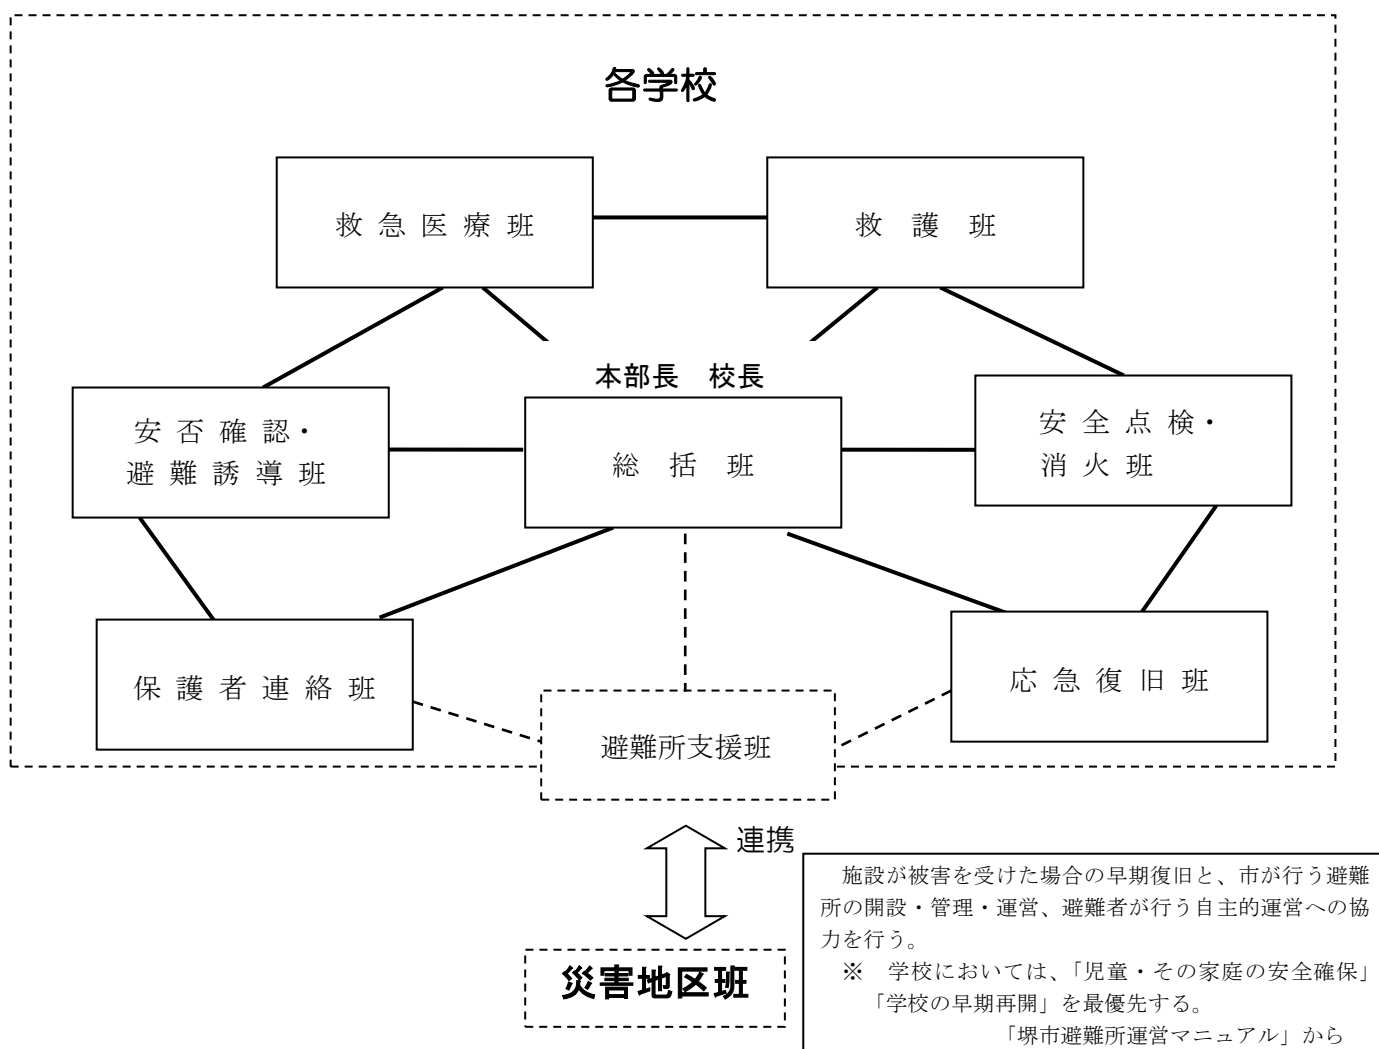 各学校
救急医療班
救護班
本部長　校長
安否確認・
避難誘導班
総括班
安全点検・
消火班
保護者連絡班
応急復旧班
避難所支援班
連携
災害地区班
施設が被害を受けた場合の早期復旧と、市が行う避難
所の開設・管理・運営、避難者が行う自主的運営への協
力を行う。
※　学校においては、「児童・その家庭の安全確保」
「学校の早期再開」を最優先する。
「堺市避難所運営マニュアル」から